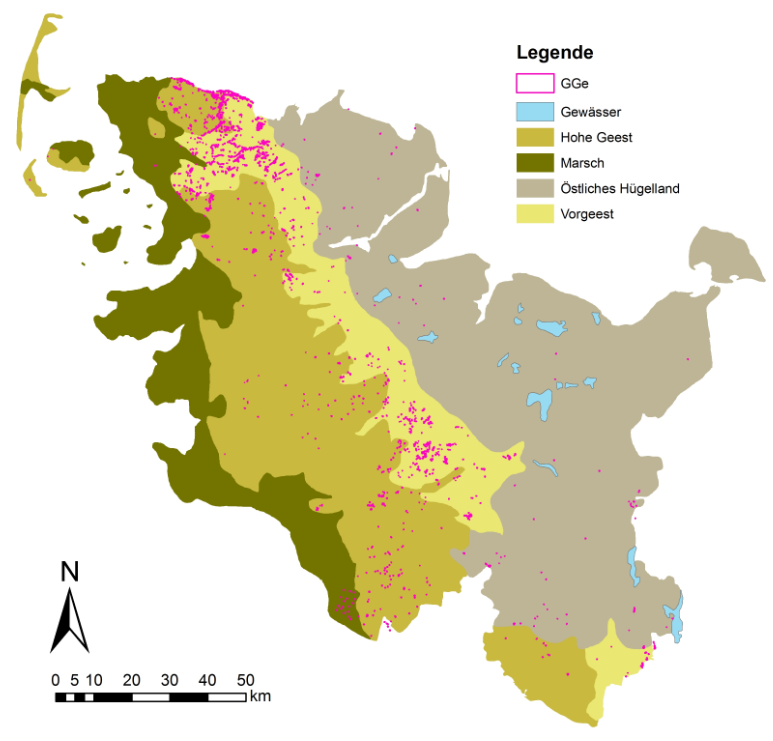 Legende
GGe
Gewässer
Hohe Geest
Marsch
Östliches Hügelland
Vorgeest
N
0 5 10 20 30 40 50
km